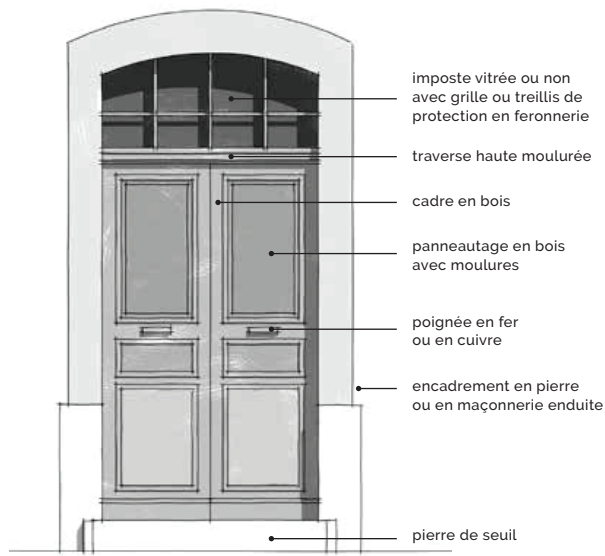 imposte vitrée ou non
avec grille ou treillis de
protection en feronnerie
traverse haute moulurée
cadre en bois
panneautage en bois
avec moulures
poignée en fer
ou en cuivre
encadrement en pierre
ou en maçonnerie enduite
pierre de seuil